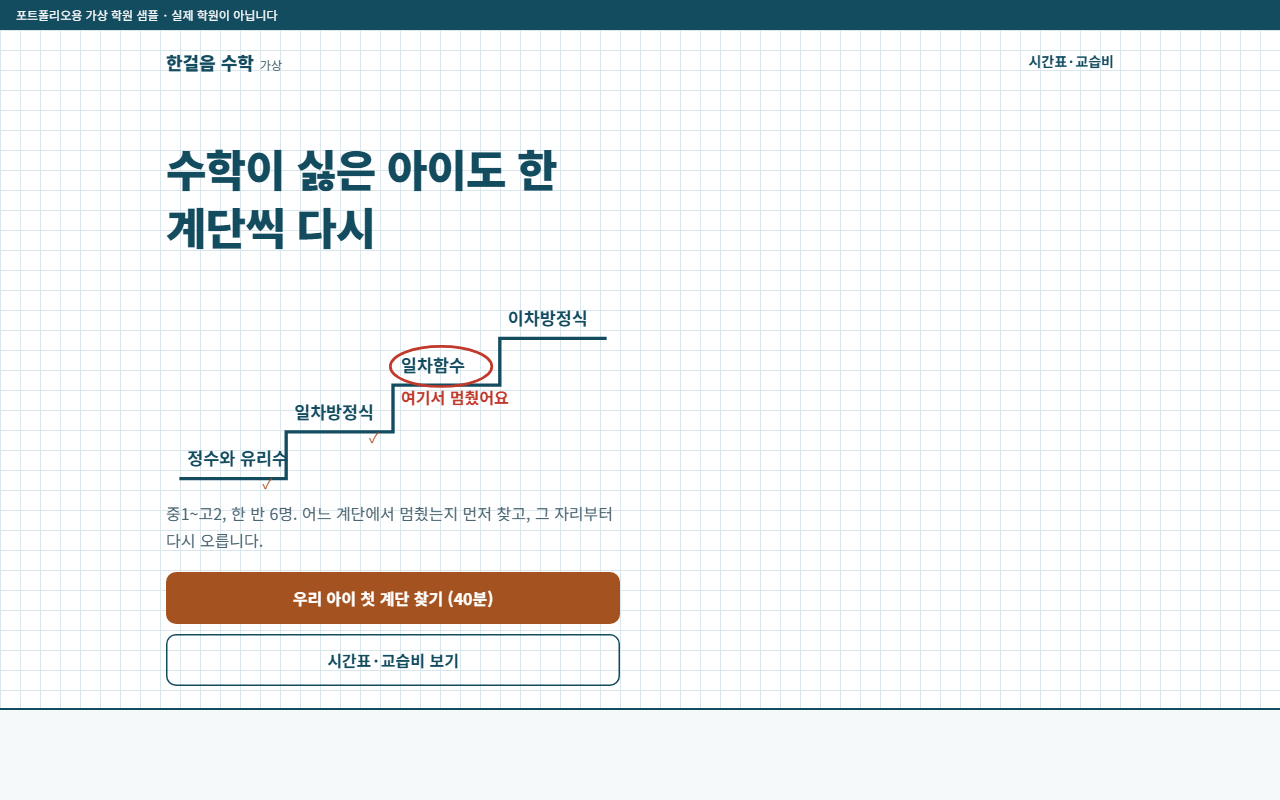 포트폴리오용 가상 학원 샘플 · 실제 학원이 아닙니다
한걸음 수학 가상
시간표·교습비
수학이 싫은 아이도 한
계단씩 다시
이차방정식
일차함수
여기서 멈췄어요
일차방정식
✓
정수와 유리수
✓
중1~고2, 한 반 6명. 어느 계단에서 멈췄는지 먼저 찾고, 그 자리부터
다시 오릅니다.
우리 아이 첫 계단 찾기 (40분)
시간표·교습비 보기